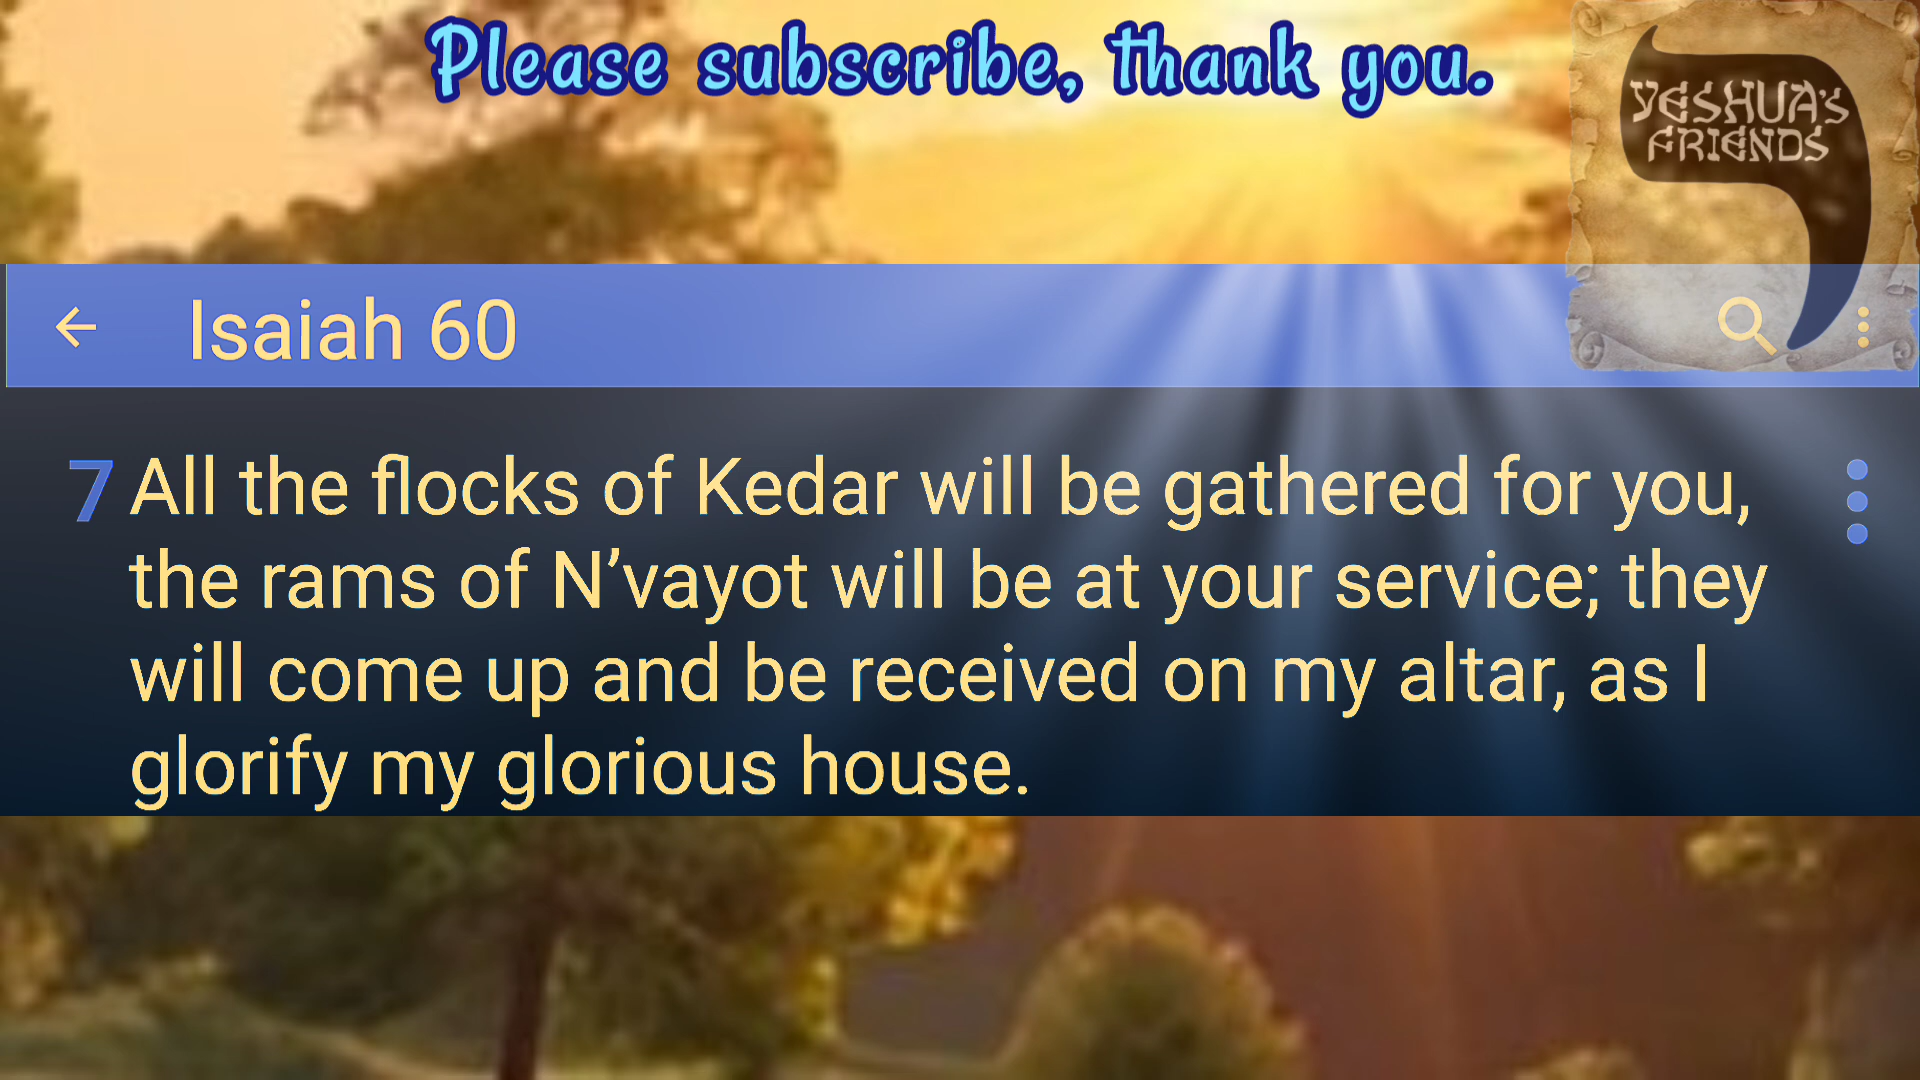 Please subscribe, thank you.
YESHUA'S
FRIENDS
Isaiah 60
7 All the flocks of Kedar will be gathered for you,
the rams of N’vayot will be at your service; they
will come up and be received on my altar, as I
glorify my glorious house.